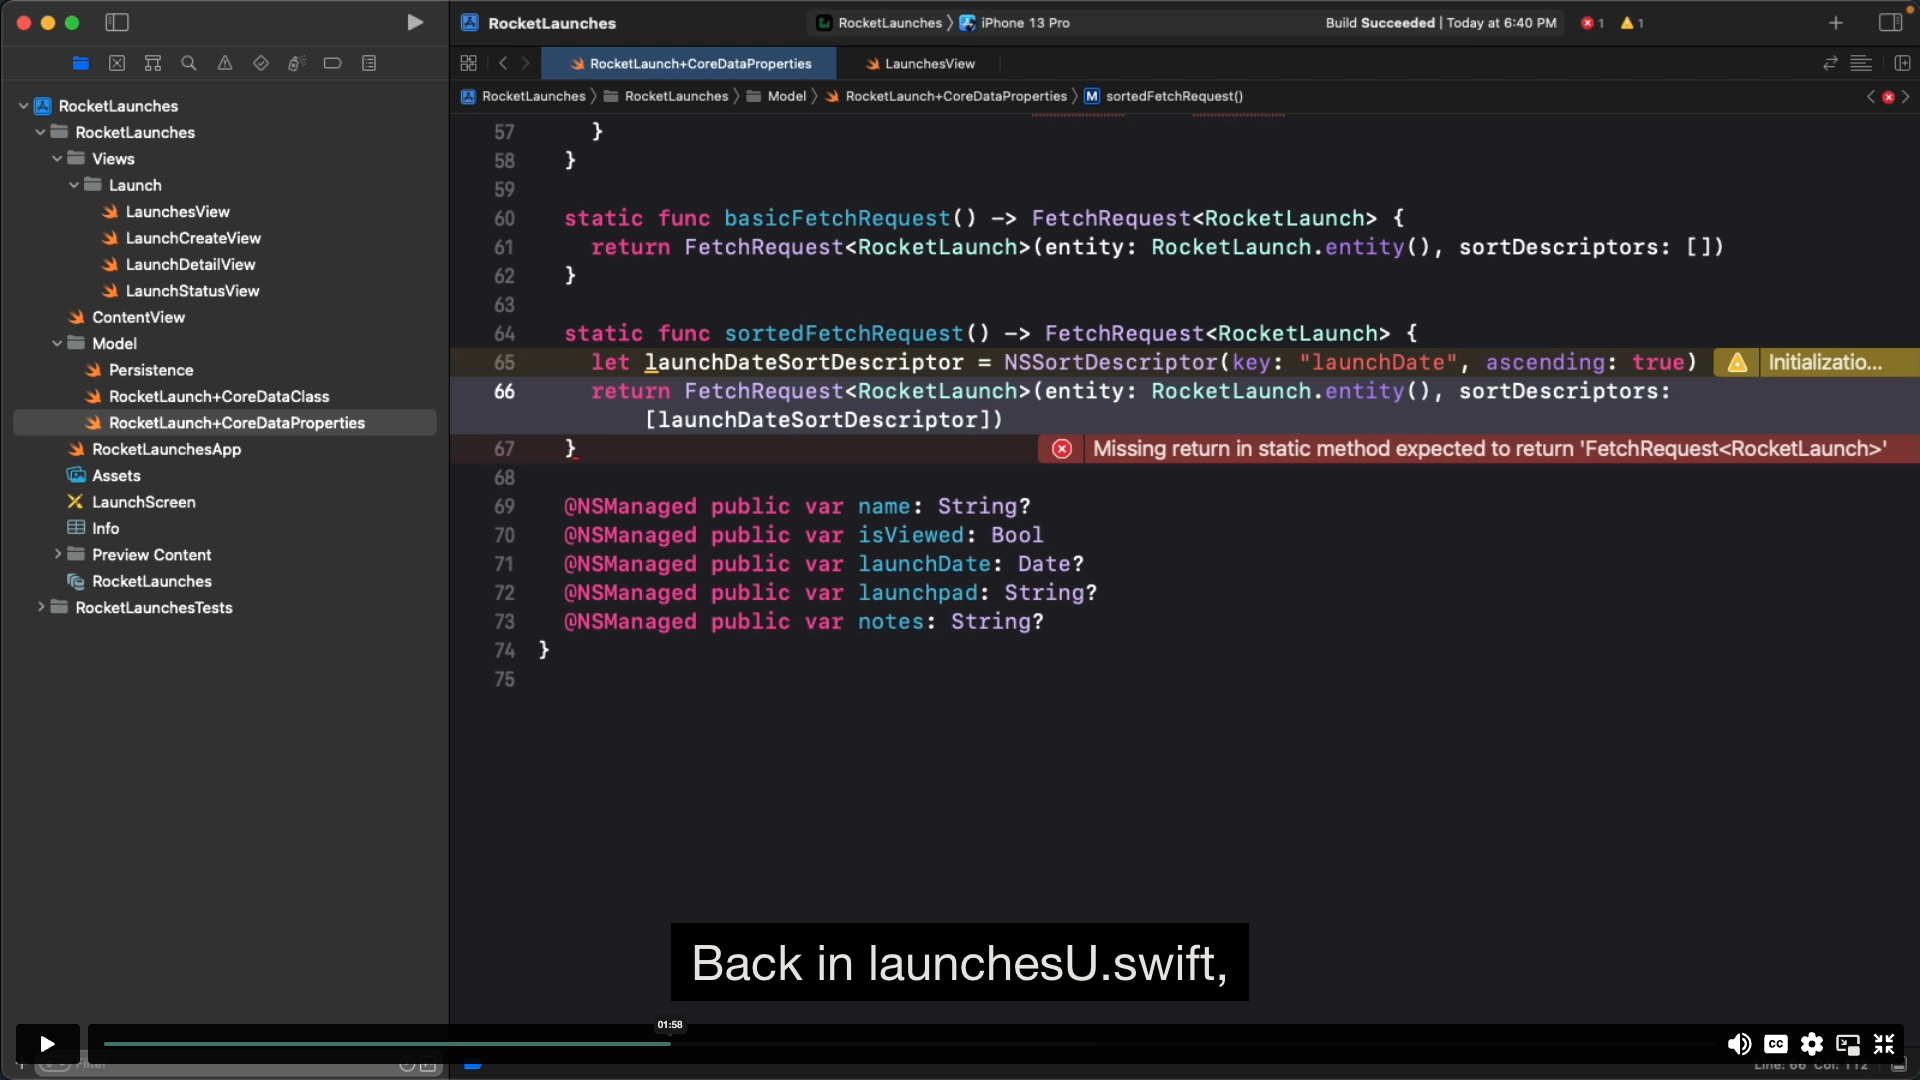 RocketLaunches
RocketLaunches
iPhone 13 Pro
Build Succeeded | Today at 6:40 PM
1
1
RocketLaunch+CoreDataProperties
LaunchesView
RocketLaunches
RocketLaunches
Model
RocketLaunch+CoreDataProperties
M
sortedFetchRequest()
RocketLaunches
RocketLaunches
Views
Launch
LaunchesView
LaunchCreateView
LaunchDetailView
LaunchStatusView
ContentView
Model
Persistence
RocketLaunch+CoreDataClass
RocketLaunch+CoreDataProperties
RocketLaunchesApp
Assets
LaunchScreen
Info
Preview Content
RocketLaunches
RocketLaunchesTests
57 }
58 }
59
60 static func basicFetchRequest() -> FetchRequest<RocketLaunch> {
61 return FetchRequest<RocketLaunch>(entity: RocketLaunch.entity(), sortDescriptors: [])
62 }
63
64 static func sortedFetchRequest() -> FetchRequest<RocketLaunch> {
65 let launchDateSortDescriptor = NSSortDescriptor(key: "launchDate", ascending: true) Initializatio...
66 return FetchRequest<RocketLaunch>(entity: RocketLaunch.entity(), sortDescriptors:
[launchDateSortDescriptor])
67 } Missing return in static method expected to return 'FetchRequest<RocketLaunch>'
68
69 @NSManaged public var name: String?
70 @NSManaged public var isViewed: Bool
71 @NSManaged public var launchDate: Date?
72 @NSManaged public var launchpad: String?
73 @NSManaged public var notes: String?
74 }
75
Back in launchesU.swift,
01:58
CC
Filter
Line: 66 Col: 112